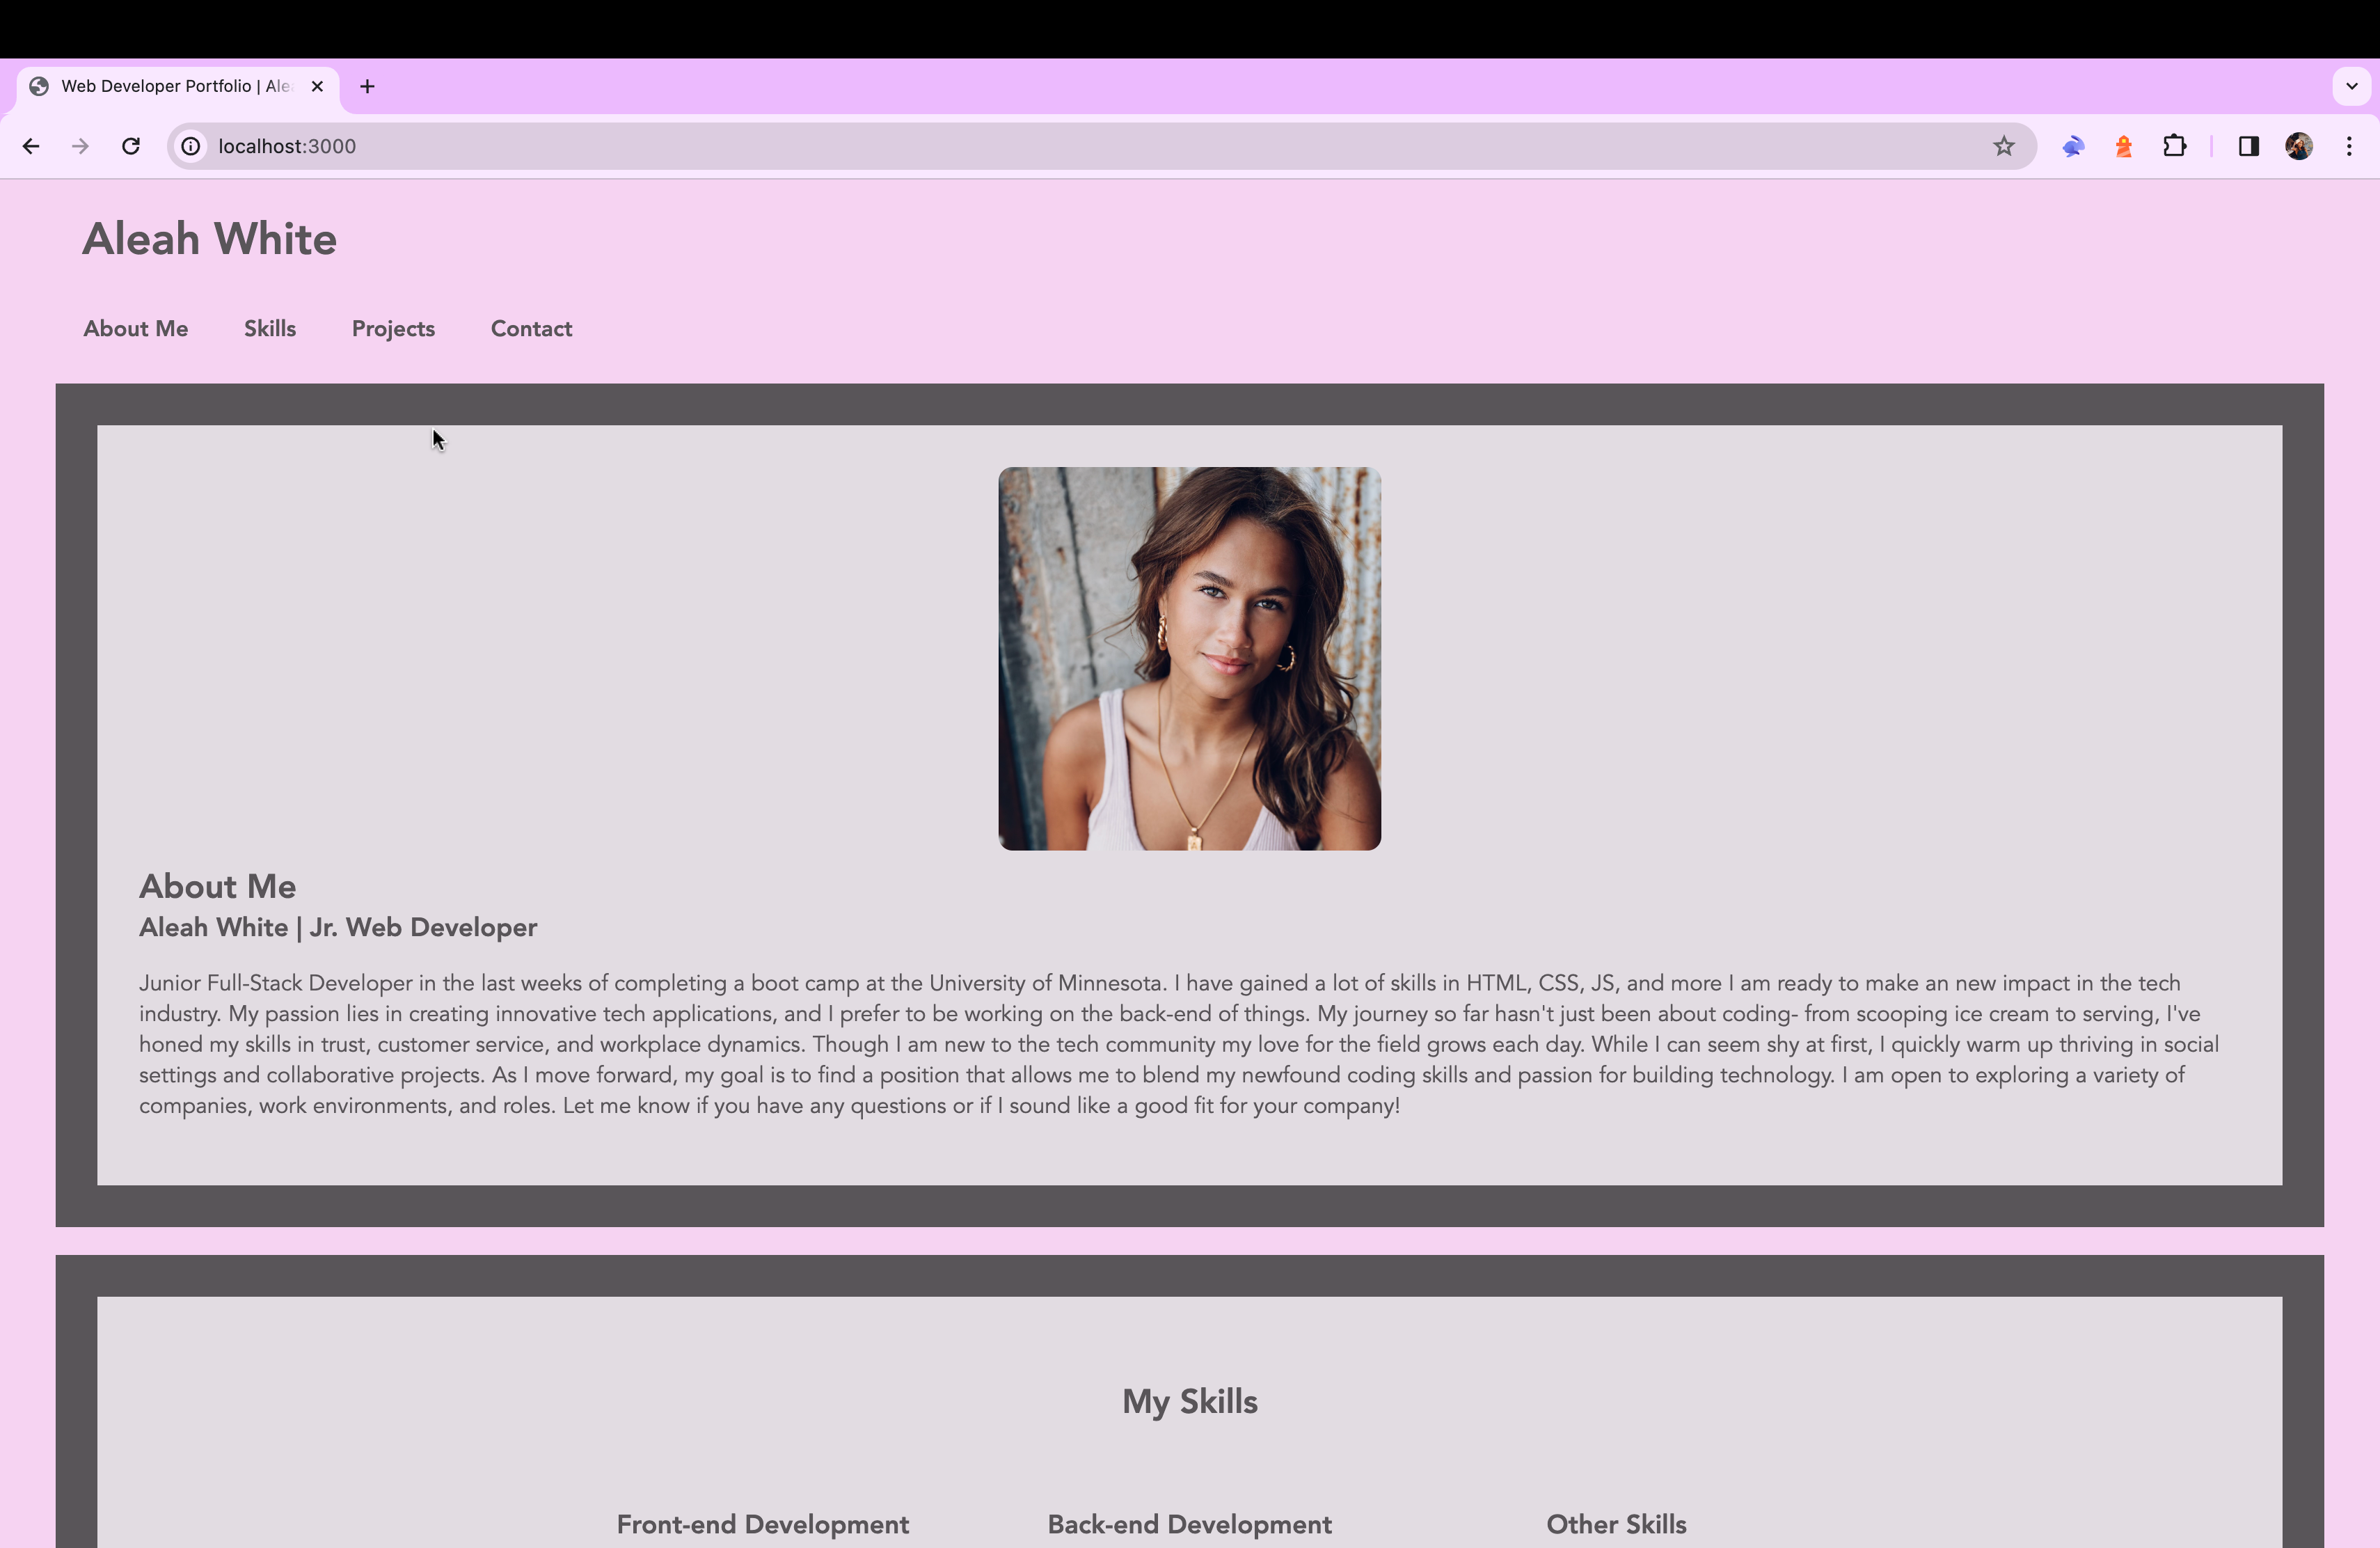 Web Developer Portfolio | Ale
localhost:3000
Aleah White
About Me Skills Projects Contact
About Me
Aleah White | Jr. Web Developer
Junior Full-Stack Developer in the last weeks of completing a boot camp at the University of Minnesota. I have gained a lot of skills in HTML, CSS, JS, and more I am ready to make an new impact in the tech
industry. My passion lies in creating innovative tech applications, and I prefer to be working on the back-end of things. My journey so far hasn't just been about coding- from scooping ice cream to serving, I've
honed my skills in trust, customer service, and workplace dynamics. Though I am new to the tech community my love for the field grows each day. While I can seem shy at first, I quickly warm up thriving in social
settings and collaborative projects. As I move forward, my goal is to find a position that allows me to blend my newfound coding skills and passion for building technology. I am open to exploring a variety of
companies, work environments, and roles. Let me know if you have any questions or if I sound like a good fit for your company!
My Skills
Front-end Development Back-end Development Other Skills